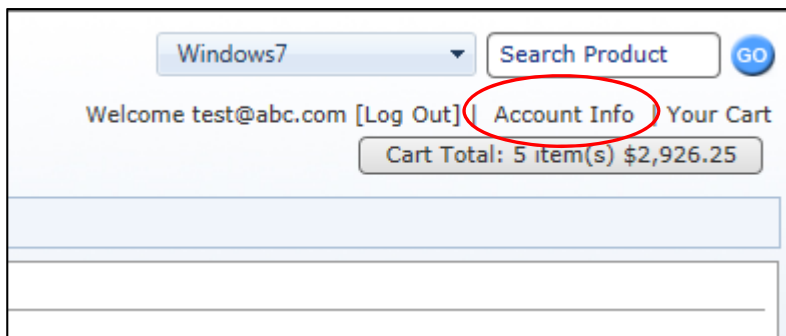 Windows7 Search Product GO
Welcome test@abc.com [Log Out] | Account Info | Your Cart
Cart Total: 5 item(s) $2,926.25